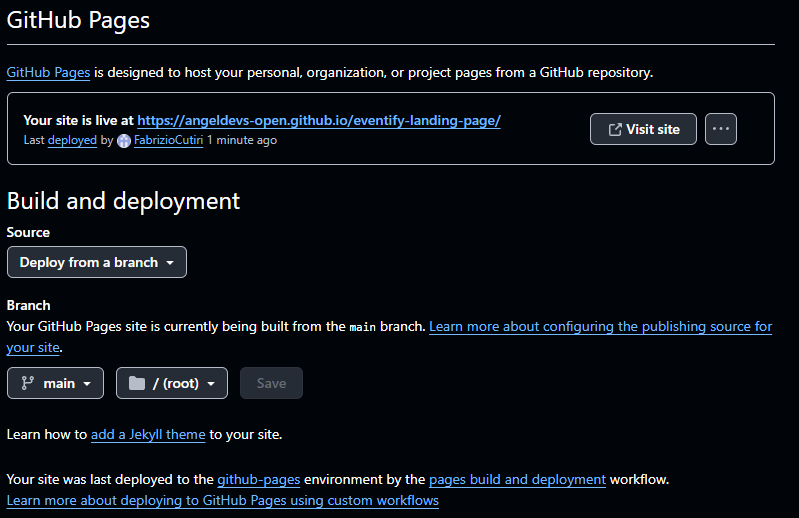 GitHub Pages
GitHub Pages is designed to host your personal, organization, or project pages from a GitHub repository.
Your site is live at https://angeldevs-open.github.io/eventify-landing-page/
Last deployed by FabrizioCutiri 1 minute ago
Visit site
Build and deployment
Source
Deploy from a branch
Branch
Your GitHub Pages site is currently being built from the main branch. Learn more about configuring the publishing source for
your site.
main
/ (root)
Save
Learn how to add a Jekyll theme to your site.
Your site was last deployed to the github-pages environment by the pages build and deployment workflow.
Learn more about deploying to GitHub Pages using custom workflows